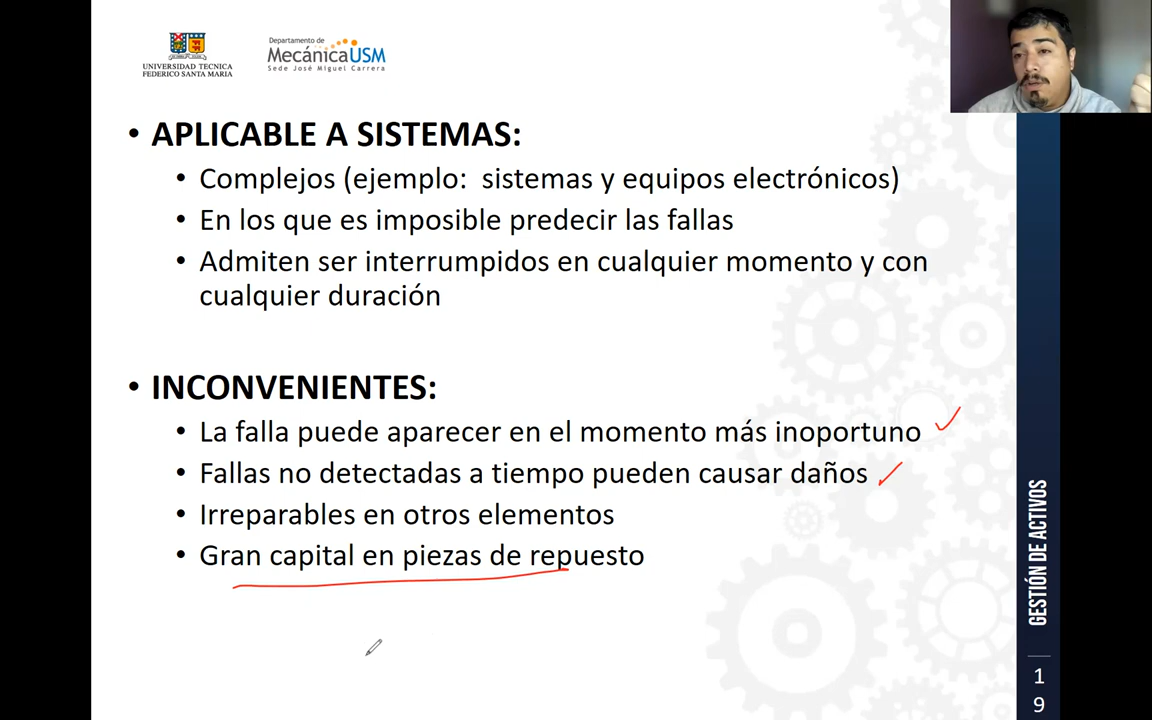 UNIVERSIDAD TECNICA
FEDERICO SANTA MARIA
Departamento de
MecánicaUSM
Sede José Miguel Carrera
• APLICABLE A SISTEMAS:
• Complejos (ejemplo: sistemas y equipos electrónicos)
• En los que es imposible predecir las fallas
• Admiten ser interrumpidos en cualquier momento y con
cualquier duración
• INCONVENIENTES:
• La falla puede aparecer en el momento más inoportuno
• Fallas no detectadas a tiempo pueden causar daños
• Irreparables en otros elementos
• Gran capital en piezas de repuesto
GESTIÓN DE ACTIVOS
1
9